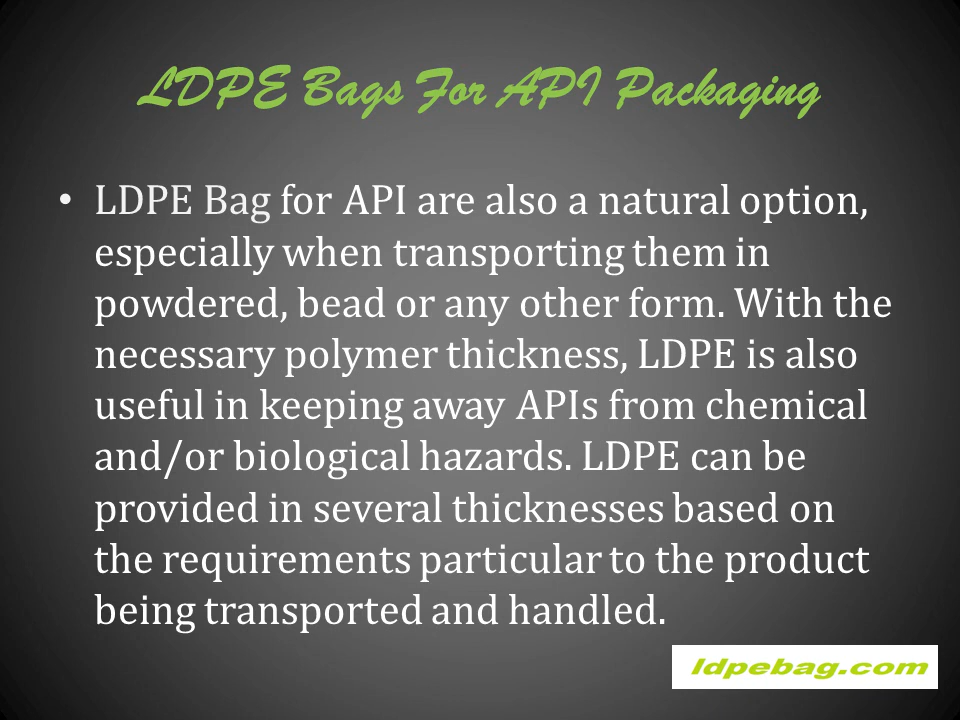 LDPE Bags For API Packaging
• LDPE Bag for API are also a natural option,
especially when transporting them in
powdered, bead or any other form. With the
necessary polymer thickness, LDPE is also
useful in keeping away APIs from chemical
and/or biological hazards. LDPE can be
provided in several thicknesses based on
the requirements particular to the product
being transported and handled.
ldpebag.com